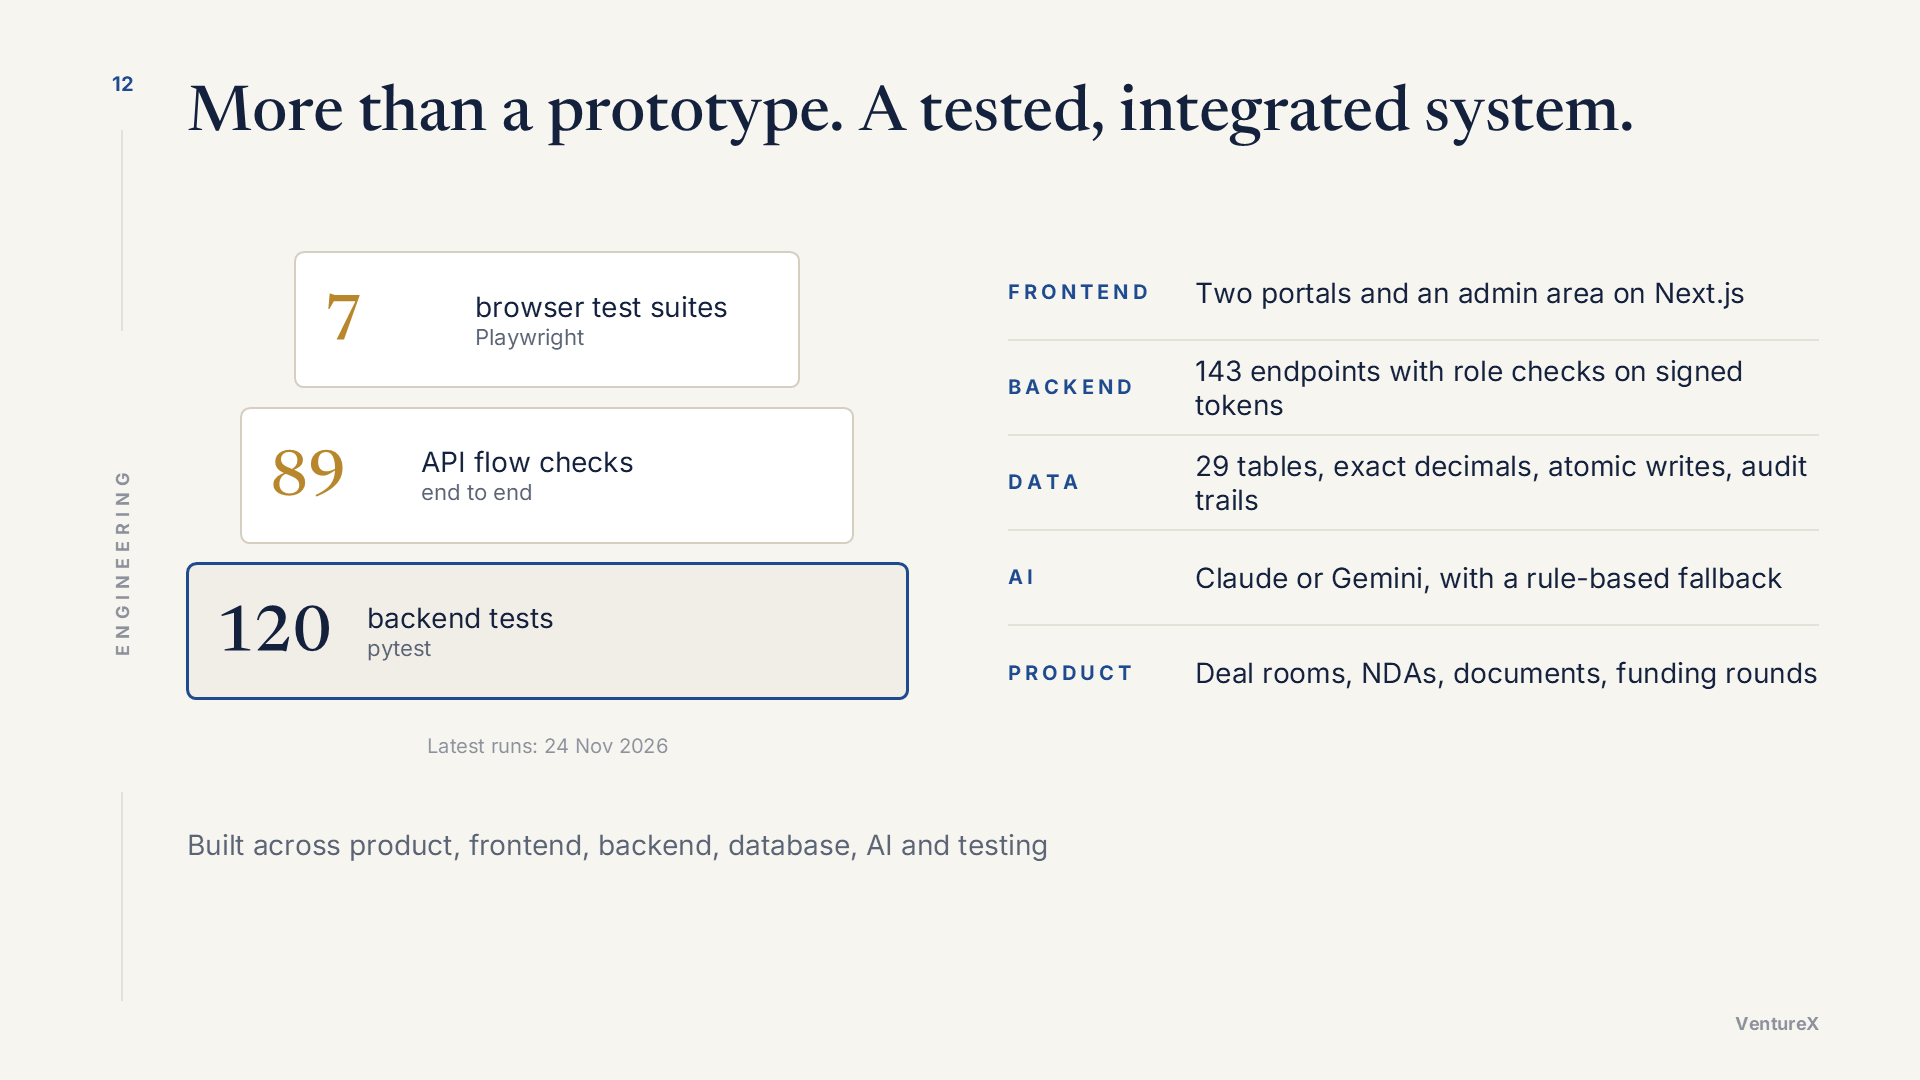 12
More than a prototype. A tested, integrated system.
ENGINEERING
7
browser test suites
Playwright
89
API flow checks
end to end
120
backend tests
pytest
Latest runs: 24 Nov 2026
FRONTEND
Two portals and an admin area on Next.js
BACKEND
143 endpoints with role checks on signed
tokens
DATA
29 tables, exact decimals, atomic writes, audit
trails
AI
Claude or Gemini, with a rule-based fallback
PRODUCT
Deal rooms, NDAs, documents, funding rounds
Built across product, frontend, backend, database, AI and testing
VentureX